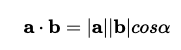 𝐚 · 𝐛 = |𝐚||𝐛|cosα